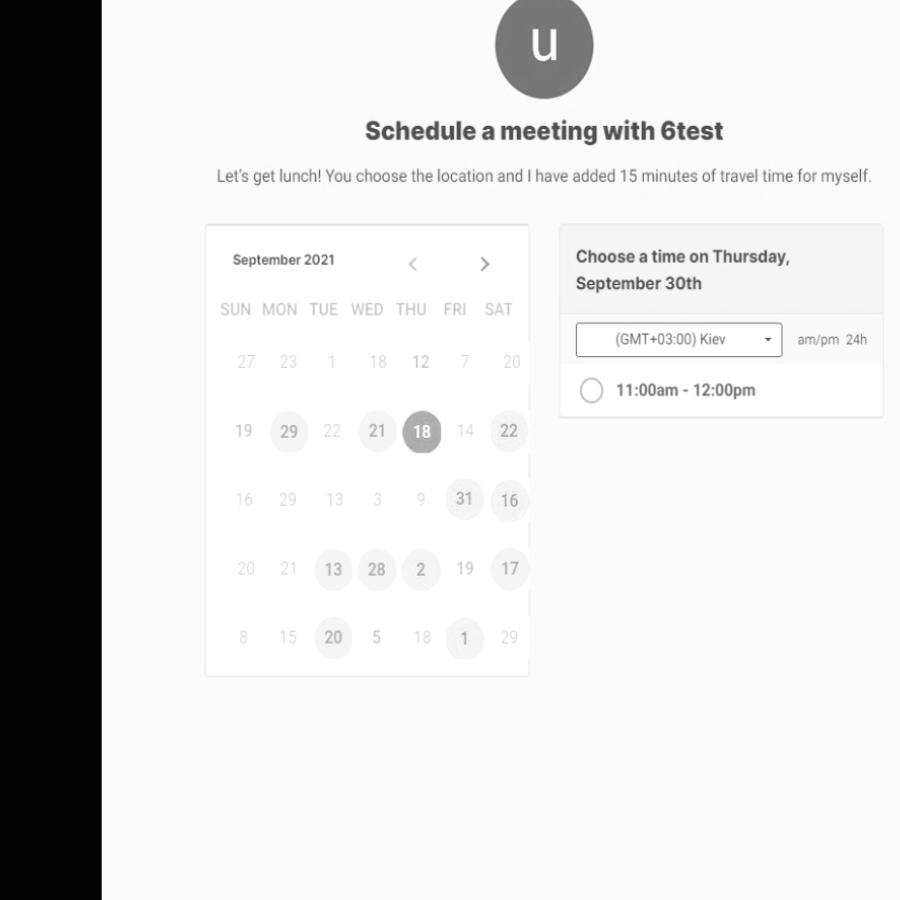 u
Schedule a meeting with 6test
Let's get lunch! You choose the location and I have added 15 minutes of travel time for myself.
September 2021
SUN MON TUE WED THU FRI SAT
27 23 1 18 12 7 20
19 29 22 21 18 14 22
16 29 13 3 9 31 16
20 21 13 28 2 19 17
8 15 20 5 18 1 29
Choose a time on Thursday,
September 30th
(GMT+03:00) Kiev am/pm 24h
11:00am - 12:00pm